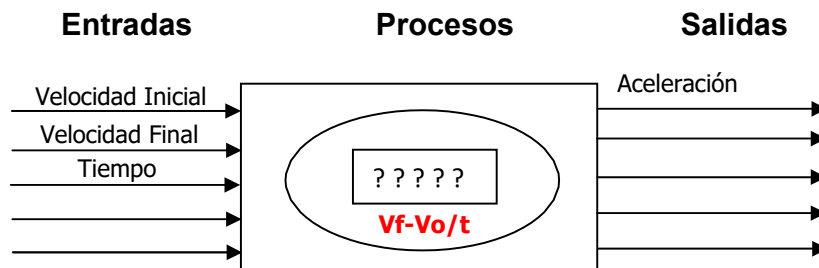 Entradas Procesos Salidas
Velocidad Inicial
Velocidad Final
Tiempo
? ? ? ? ?
Vf-Vo/t
Aceleración